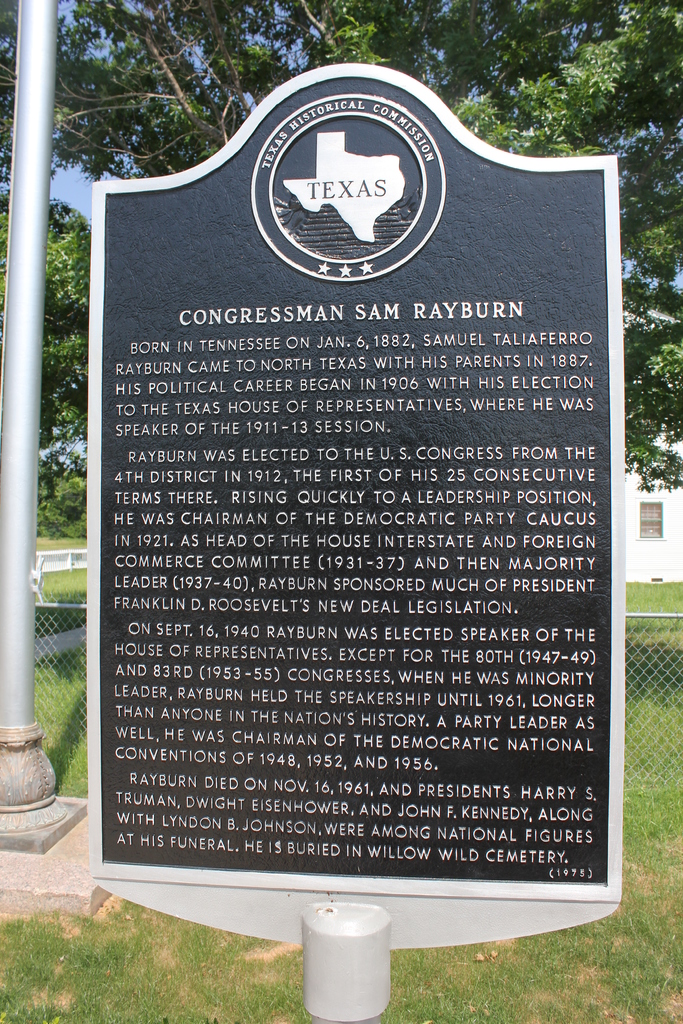 TEXAS HISTORICAL COMMISSION
TEXAS
CONGRESSMAN SAM RAYBURN
BORN IN TENNESSEE ON JAN. 6, 1882, SAMUEL TALIAFERRO
RAYBURN CAME TO NORTH TEXAS WITH HIS PARENTS IN 1887.
HIS POLITICAL CAREER BEGAN IN 1906 WITH HIS ELECTION
TO THE TEXAS HOUSE OF REPRESENTATIVES, WHERE HE WAS
SPEAKER OF THE 1911-13 SESSION.
RAYBURN WAS ELECTED TO THE U.S. CONGRESS FROM THE
4TH DISTRICT IN 1912, THE FIRST OF HIS 25 CONSECUTIVE
TERMS THERE. RISING QUICKLY TO A LEADERSHIP POSITION,
HE WAS CHAIRMAN OF THE DEMOCRATIC PARTY CAUCUS
IN 1921. AS HEAD OF THE HOUSE INTERSTATE AND FOREIGN
COMMERCE COMMITTEE (1931-37) AND THEN MAJORITY
LEADER (1937-40), RAYBURN SPONSORED MUCH OF PRESIDENT
FRANKLIN D. ROOSEVELT'S NEW DEAL LEGISLATION.
ON SEPT. 16, 1940 RAYBURN WAS ELECTED SPEAKER OF THE
HOUSE OF REPRESENTATIVES. EXCEPT FOR THE 80TH (1947-49)
AND 83RD (1953-55) CONGRESSES, WHEN HE WAS MINORITY
LEADER, RAYBURN HELD THE SPEAKERSHIP UNTIL 1961, LONGER
THAN ANYONE IN THE NATION'S HISTORY. A PARTY LEADER AS
WELL, HE WAS CHAIRMAN OF THE DEMOCRATIC NATIONAL
CONVENTIONS OF 1948, 1952, AND 1956.
RAYBURN DIED ON NOV. 16, 1961, AND PRESIDENTS HARRY S.
TRUMAN, DWIGHT EISENHOWER, AND JOHN F. KENNEDY, ALONG
WITH LYNDON B. JOHNSON, WERE AMONG NATIONAL FIGURES
AT HIS FUNERAL. HE IS BURIED IN WILLOW WILD CEMETERY.
(1975)